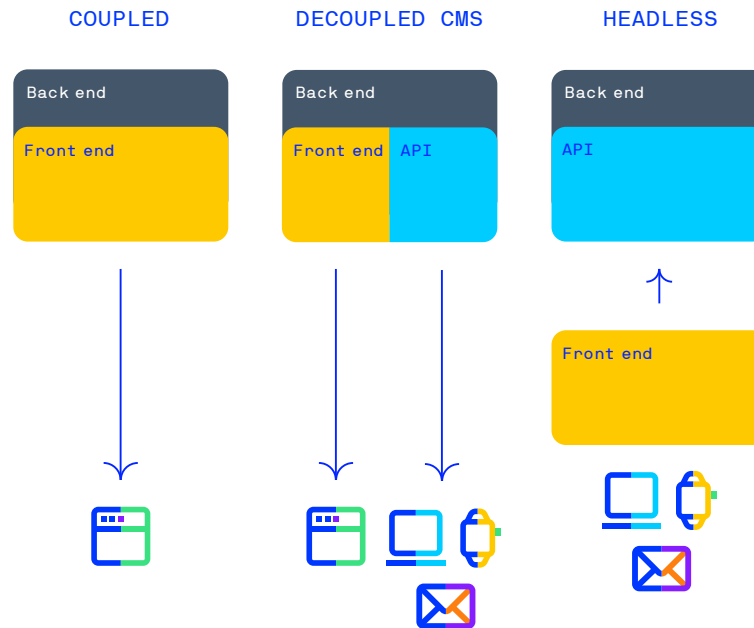 COUPLED
DECOUPLED CMS
HEADLESS
Back end
Back end
Back end
Front end
Front end
API
API
Front end